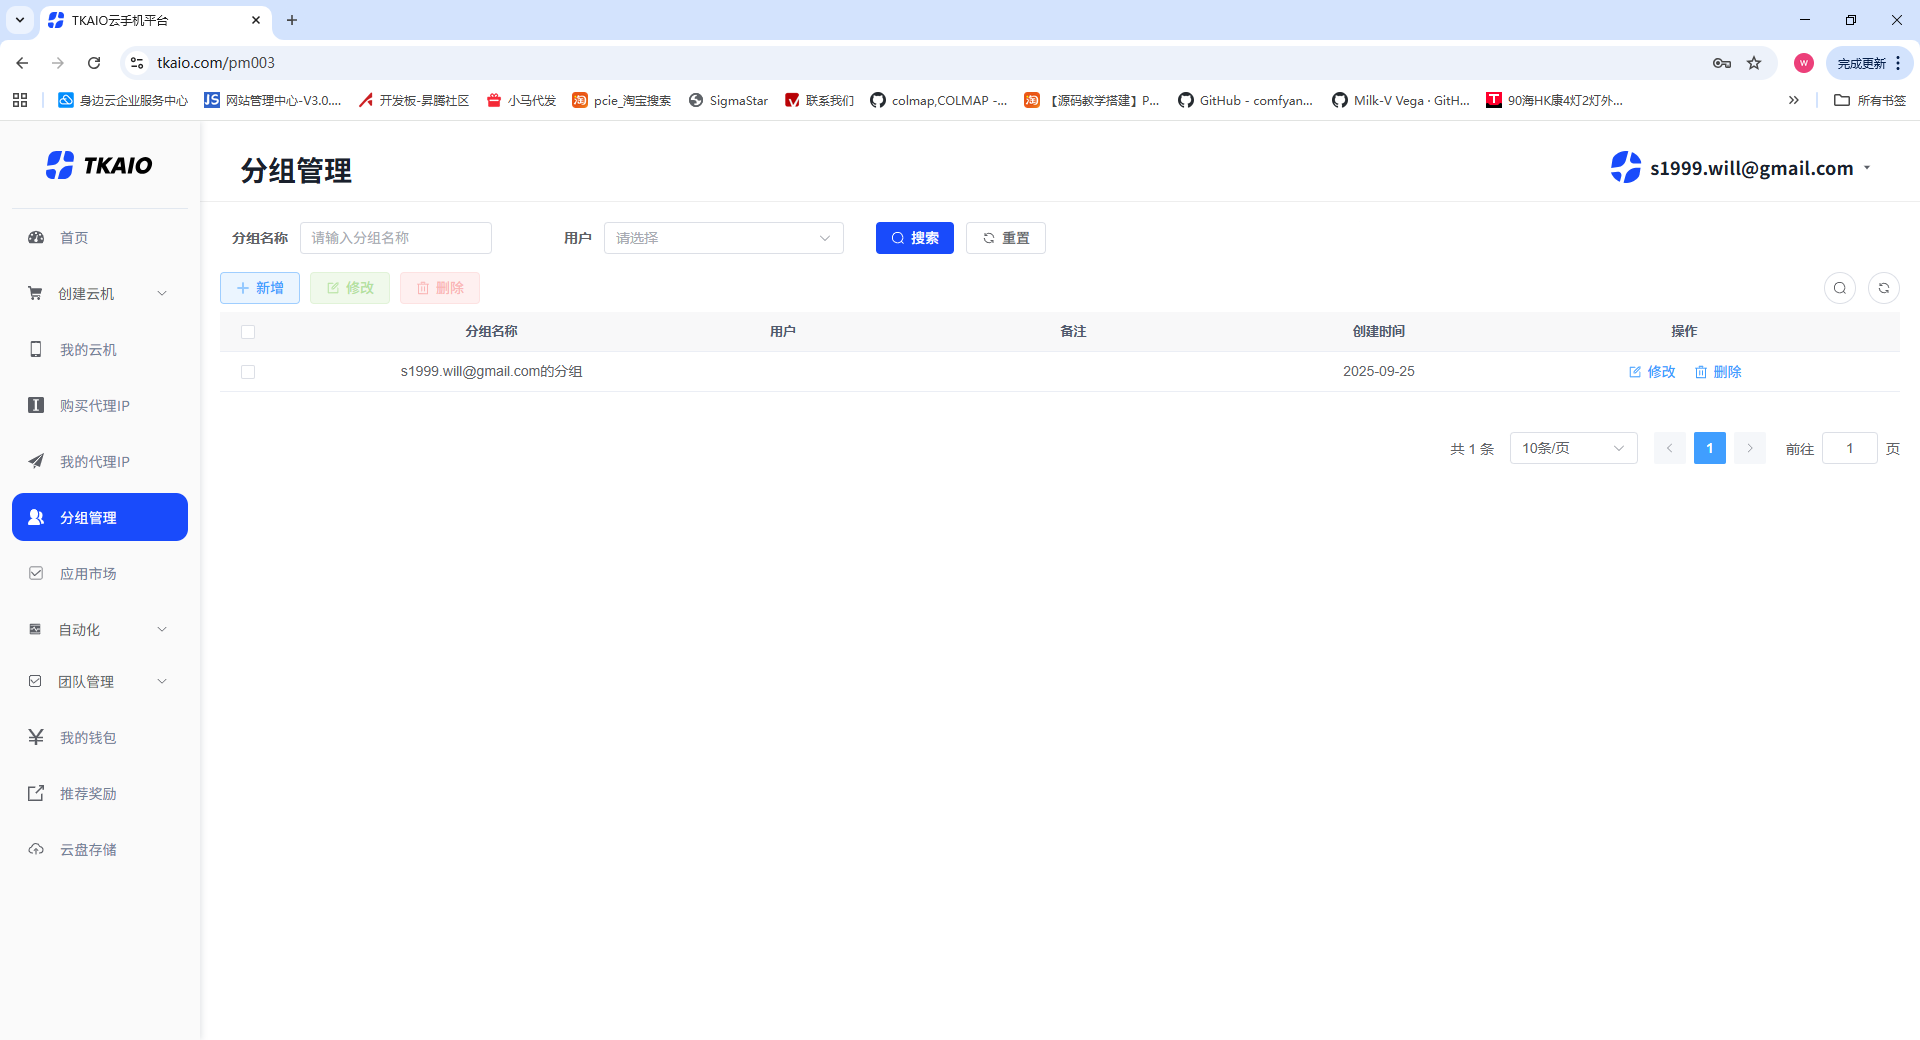 TKAIO云手机平台
tkaio.com/pm003
W
完成更新
身边云企业服务中心
JS 网站管理中心-V3.0....
开发板-昇腾社区
小马代发
淘 pcie_淘宝搜索
SigmaStar
联系我们
colmap,COLMAP -...
淘 【源码教学搭建】P...
GitHub - comfyan...
Milk-V Vega · GitH...
T 90海HK康4灯2灯外...
所有书签
TKAIO
分组管理
s1999.will@gmail.com
首页
创建云机
我的云机
购买代理IP
我的代理IP
分组管理
应用市场
自动化
团队管理
我的钱包
推荐奖励
云盘存储
分组名称 请输入分组名称 用户 请选择 搜索 重置
新增 修改 删除
分组名称 用户 备注 创建时间 操作
s1999.will@gmail.com的分组 2025-09-25 修改 删除
共 1 条 10条/页 1 前往 1 页